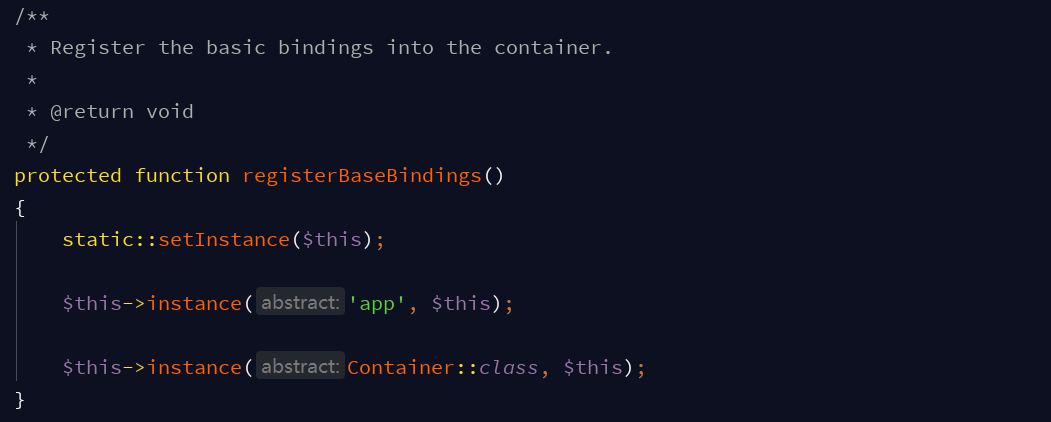 /**
 * Register the basic bindings into the container.
 *
 * @return void
 */
protected function registerBaseBindings()
{
    static::setInstance($this);
    $this->instance( abstract: 'app', $this);
    $this->instance( abstract: Container::class, $this);
}